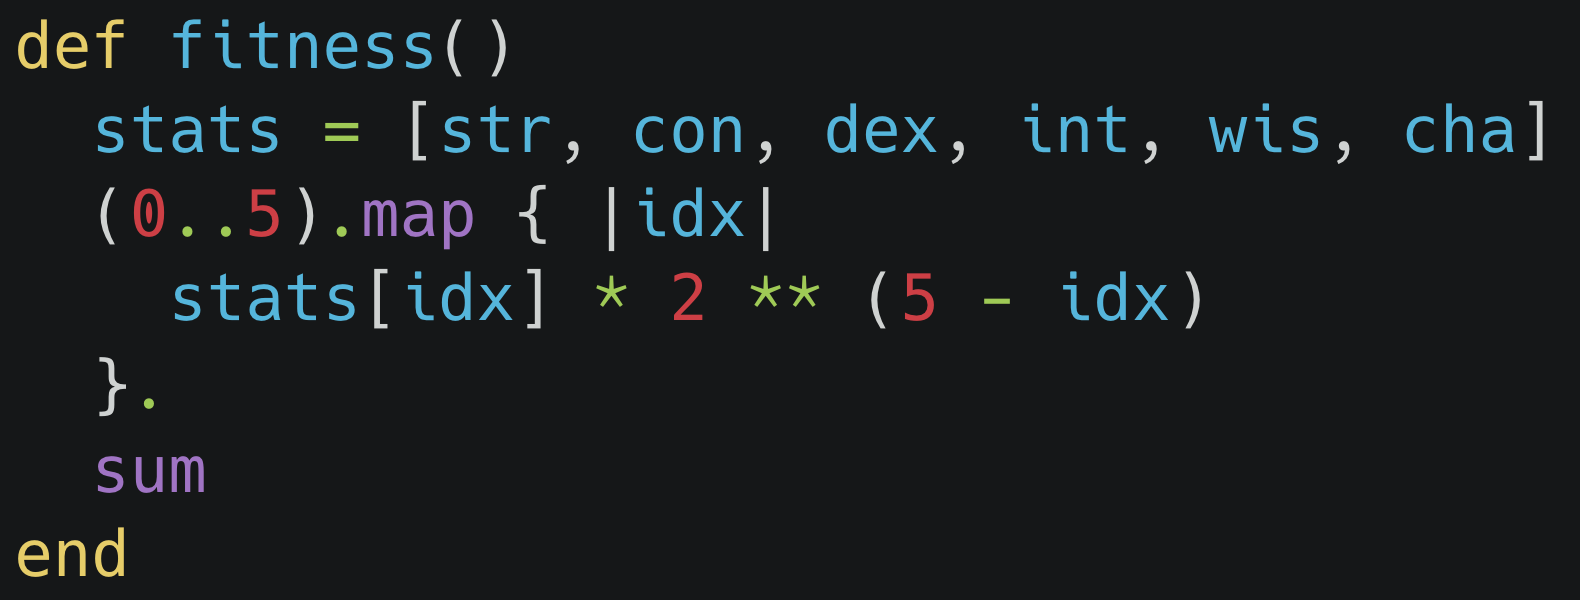 def fitness()
  stats = [str, con, dex, int, wis, cha]
  (0..5).map { |idx|
    stats[idx] * 2 ** (5 - idx)
  }.
  sum
end